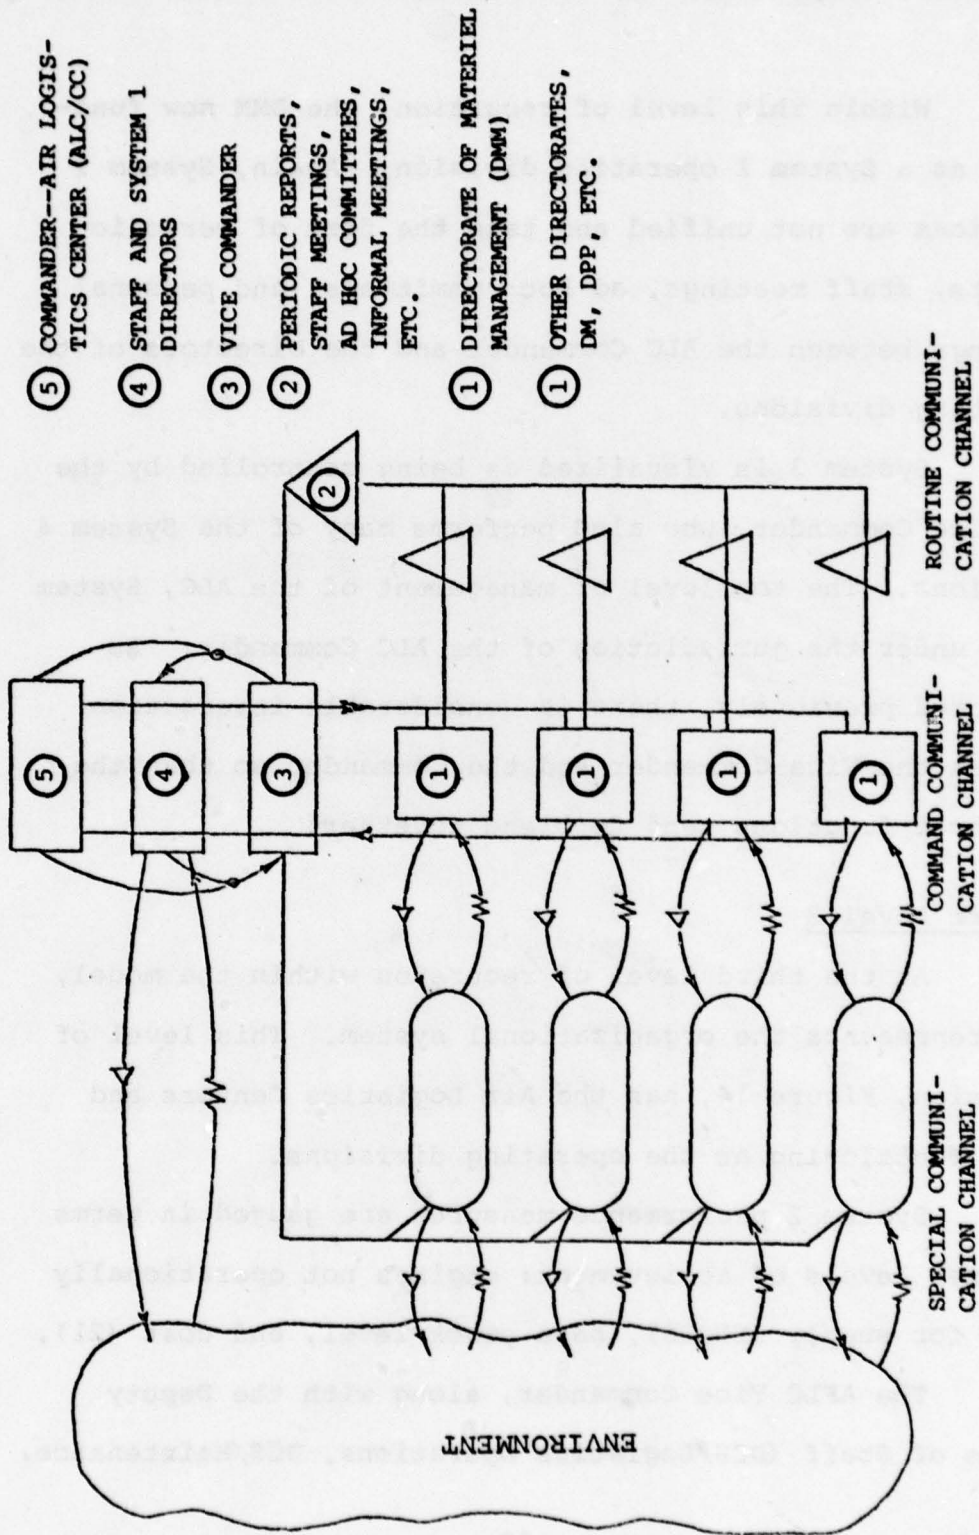 ENVIRONMENT
5
4
3
2
1
1
1
1
5 COMMANDER--AIR LOGIS-
TICS CENTER (ALC/CC)
4 STAFF AND SYSTEM 1
DIRECTORS
3 VICE COMMANDER
2 PERIODIC REPORTS,
STAFF MEETINGS,
AD HOC COMMITTEES,
INFORMAL MEETINGS,
ETC.
1 DIRECTORATE OF MATERIEL
MANAGEMENT (DMM)
1 OTHER DIRECTORATES,
DM, DPP, ETC.
SPECIAL COMMUNI-
CATION CHANNEL
COMMAND COMMUNI-
CATION CHANNEL
ROUTINE COMMUNI-
CATION CHANNEL